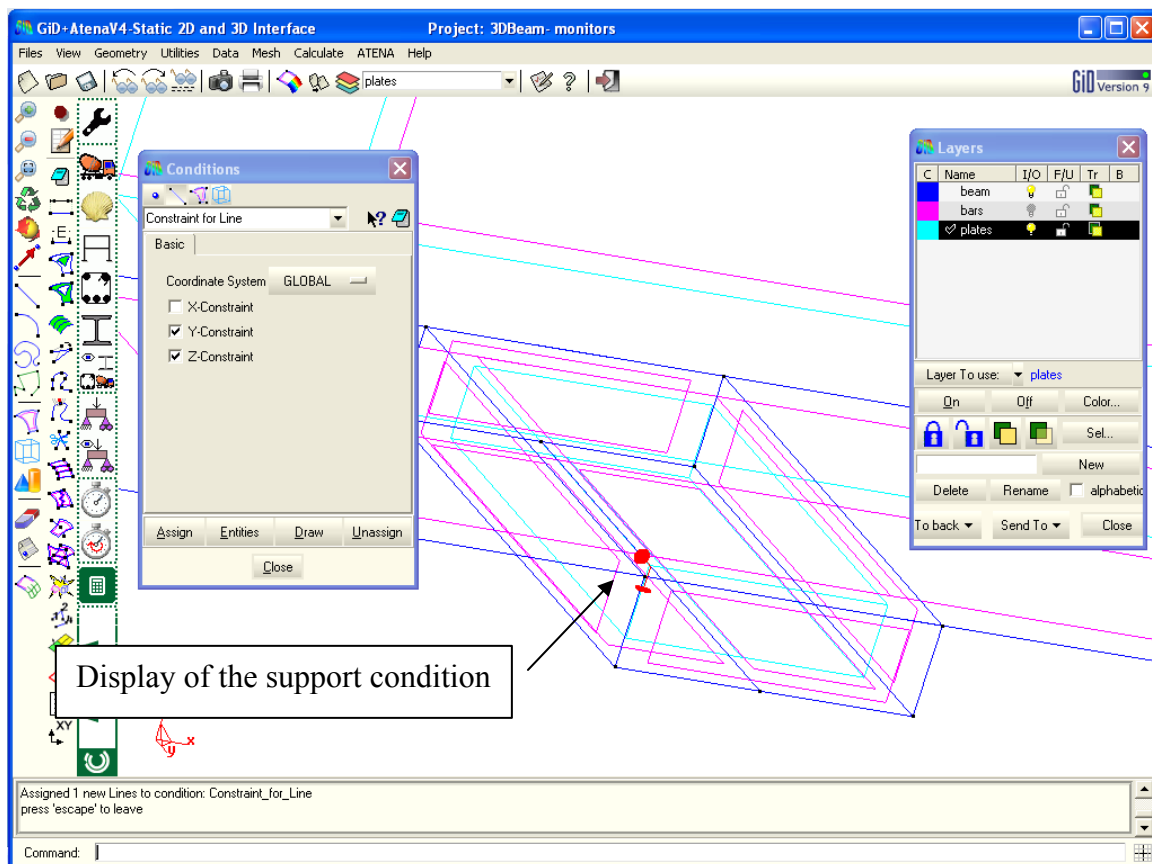 GiD+AtenaV4-Static 2D and 3D Interface Project: 3DBeam- monitors
Files View Geometry Utilities Data Mesh Calculate ATENA Help
plates
GiD Version 9
Conditions
Constraint for Line
Basic
Coordinate System GLOBAL
X-Constraint
Y-Constraint
Z-Constraint
Assign Entities Draw Unassign
Close
Layers
C Name I/O F/U Tr B
beam
bars
plates
Layer To use: plates
On Off Color...
Sel...
New
Delete Rename alphabetic
To back Send To Close
:E:
Display of the support condition
XY
x
y
Assigned 1 new Lines to condition: Constraint_for_Line
press 'escape' to leave
Command: